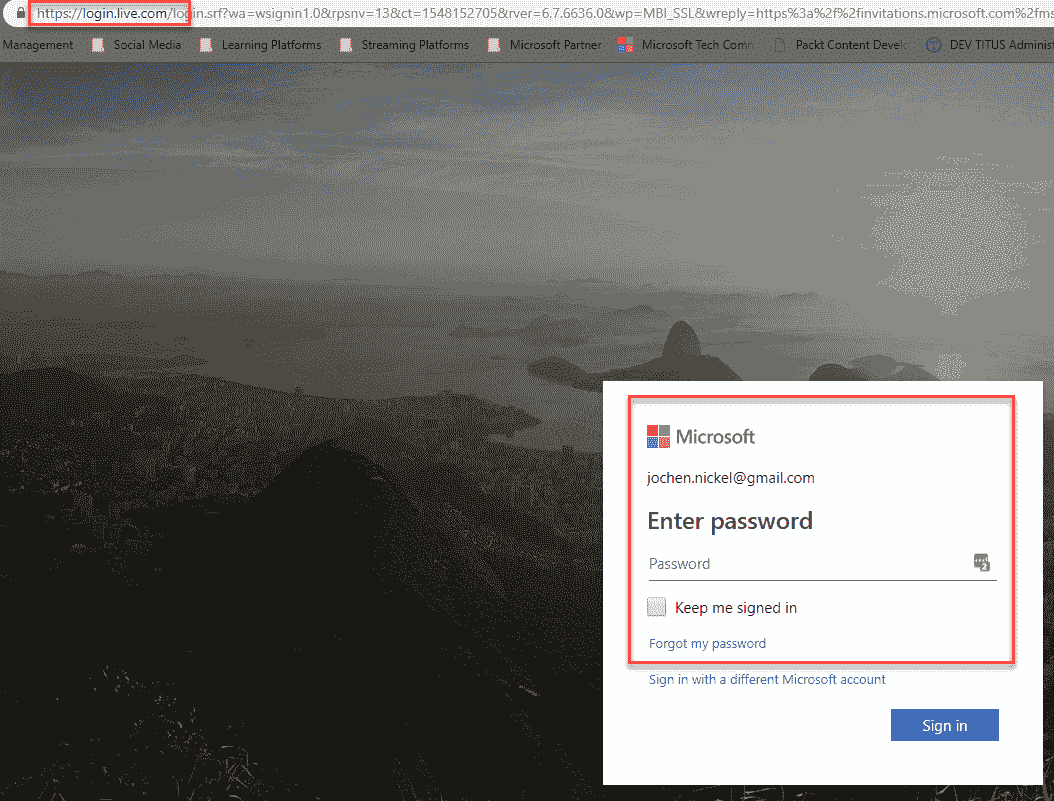 https://login.live.com/login.srf?wa=wsignin1.0&rpsnv=13&ct=1548152705&rver=6.7.6636.0&wp=MBI_SSL&wreply=https%3a%2f%2finvitations.microsoft.com%2fms
Management Social Media Learning Platforms Streaming Platforms Microsoft Partner Microsoft Tech Comm Packt Content Develo DEV TITUS Administ
Microsoft
jochen.nickel@gmail.com
Enter password
Password
2
Keep me signed in
Forgot my password
Sign in with a different Microsoft account
Sign in